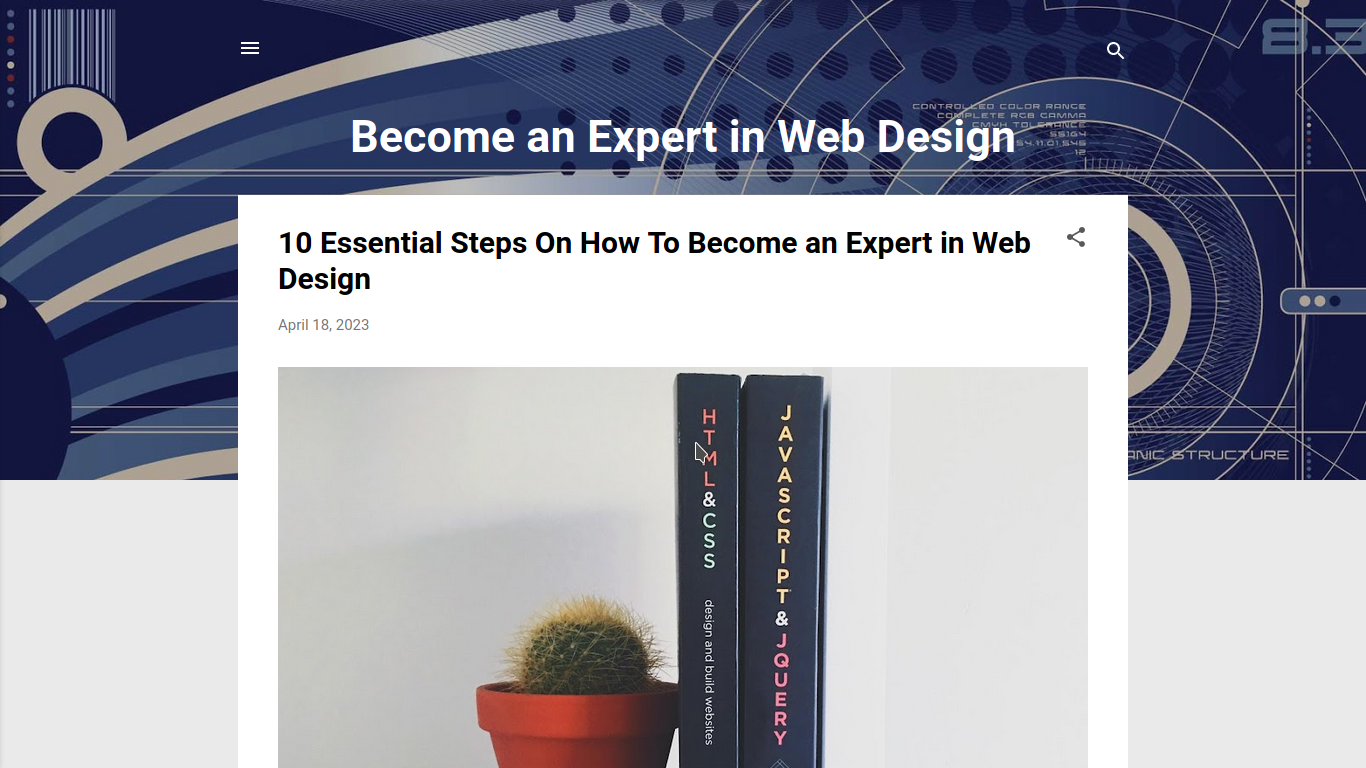 8.3
CONTROLLED COLOR RANGE
COMPLETE RGB GAMMA
CMYH TOLERANCE
SS1G4
54.11.01.545
12
Become an Expert in Web Design
10 Essential Steps On How To Become an Expert in Web
Design
April 18, 2023
HTML & CSS
design and build websites
JAVASCRIPT & JQUERY
ANIC STRUCTURE